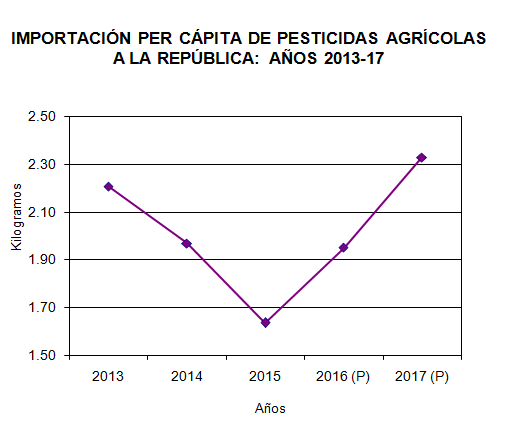 IMPORTACIÓN PER CÁPITA DE PESTICIDAS AGRÍCOLAS
A LA REPÚBLICA: AÑOS 2013-17
2.50
2.30
2.10
1.90
1.70
1.50
Kilogramos
2013 2014 2015 2016 (P) 2017 (P)
Años